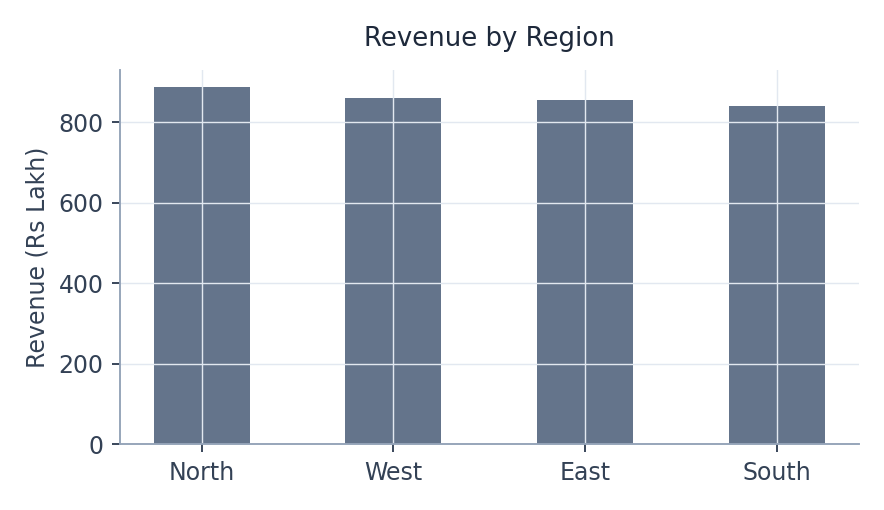 Revenue by Region
Revenue (Rs Lakh)
800
600
400
200
0
North West East South